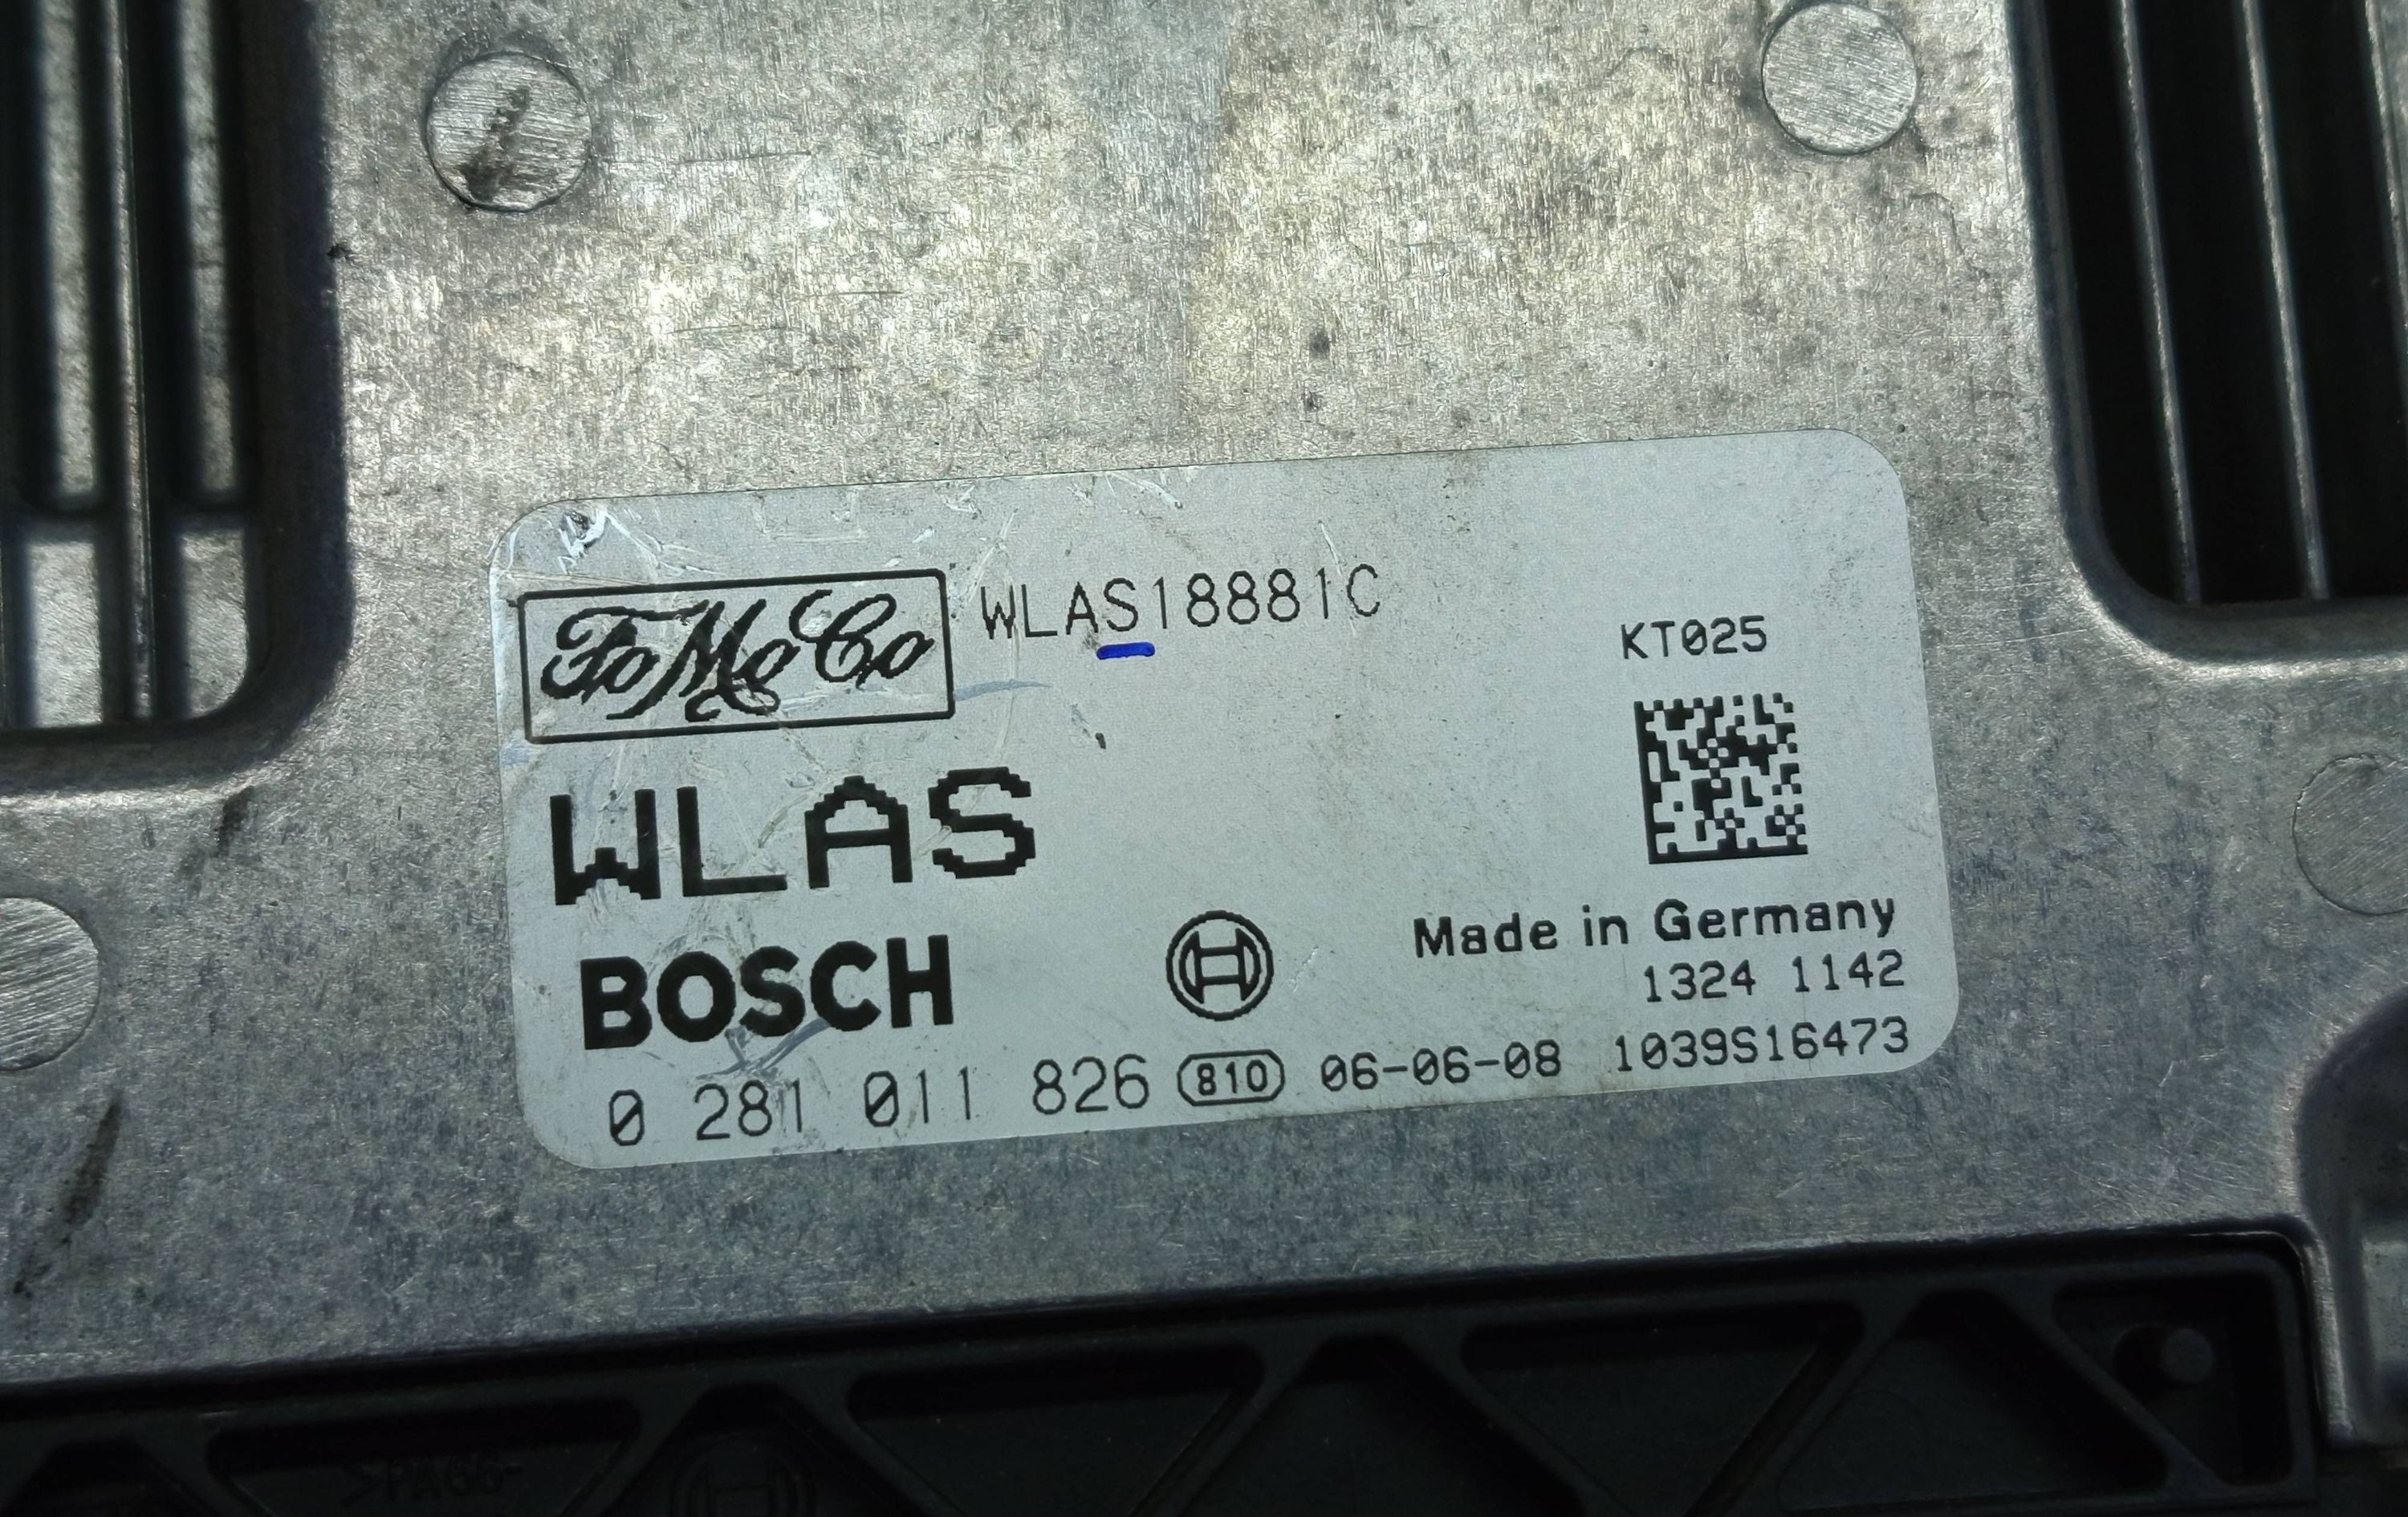 FoMoCo WLAS18881C
KT025
WLAS
BOSCH
Made in Germany
1324 1142
0 281 011 826 810 06-06-08 1039S16473
>PA66-